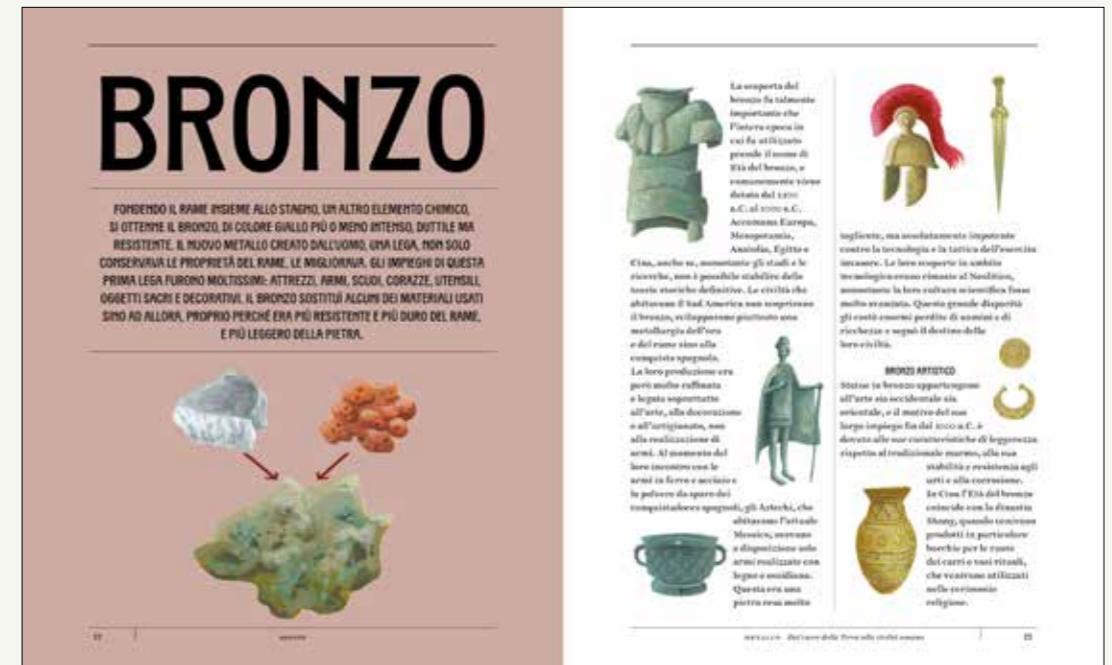 BRONZO
FONDENDO IL RAME INSIEME ALLO STAGNO, UN ALTRO ELEMENTO CHIMICO,
SI OTTENNE IL BRONZO, DI COLORE GIALLO PIÙ O MENO INTENSO, DUTTILE MA
RESISTENTE. IL NUOVO METALLO CREATO DALL'UOMO, UNA LEGA, NON SOLO
CONSERVAVA LE PROPRIETÀ DEL RAME, LE MIGLIORAVA. GLI IMPIEGHI DI QUESTA
PRIMA LEGA FURONO MOLTISSIMI: ATTREZZI, ARMI, SCUDI, CORAZZE, UTENSILI,
OGGETTI SACRI E DECORATIVI. IL BRONZO SOSTITUÌ ALCUNI DEI MATERIALI USATI
SINO AD ALLORA, PROPRIO PERCHÉ ERA PIÙ RESISTENTE E PIÙ DURO DEL RAME,
E PIÙ LEGGERO DELLA PIETRA.
La scoperta del
bronzo fu talmente
importante che
l'intera epoca in
cui fu utilizzato
prende il nome di
Età del bronzo, e
comunemente viene
datata dal
a.C. al 1000 a.C.
Accomuna Europa,
Mesopotamia,
Anatolia, Egitto e
Cina, anche se, nonostante gli studi e le
ricerche, non è possibile stabilire delle
teorie storiche definitive. Le civiltà che
abitavano il Sud America non scoprirono
il bronzo, svilupparono piuttosto una
metallurgia dell'oro
e del rame sino alla
conquista spagnola.
La loro produzione era
però molto raffinata
e legata soprattutto
all'arte, alla decorazione
e all'artigianato, non
alla realizzazione di
armi. Al momento del
loro incontro con le
armi in ferro e acciaio e
la polvere da sparo dei
conquistadores spagnoli, gli Aztechi, che
abitavano l'attuale
Messico, avevano
a disposizione solo
armi realizzate con
legno e ossidiana.
Questa era una
pietra resa molto
tagliente, ma assolutamente impotente
contro la tecnologia e la tattica dell'esercito
invasore. Le loro scoperte in ambito
tecnologico erano rimaste al Neolitico,
nonostante la loro cultura scientifica fosse
molto avanzata. Questa grande disparità
gli costò enormi perdite di uomini e di
ricchezze e segnò il destino della
loro civiltà.
BRONZO ARTISTICO
Statue in bronzo appartengono
all'arte sia occidentale sia
orientale, e il motivo del suo
largo impiego fin dal 1000 a.C. è
dovuto alle sue caratteristiche di leggerezza
rispetto al tradizionale marmo, alla sua
stabilità e resistenza agli
urti e alla corrosione.
In Cina l'Età del bronzo
coincide con la dinastia
Shang, quando venivano
prodotti in particolare
borchie per le ruote
dei carri e vasi rituali,
che venivano utilizzati
nelle cerimonie
religiose.
METALLO Dal cuore della Terra alla civiltà umana